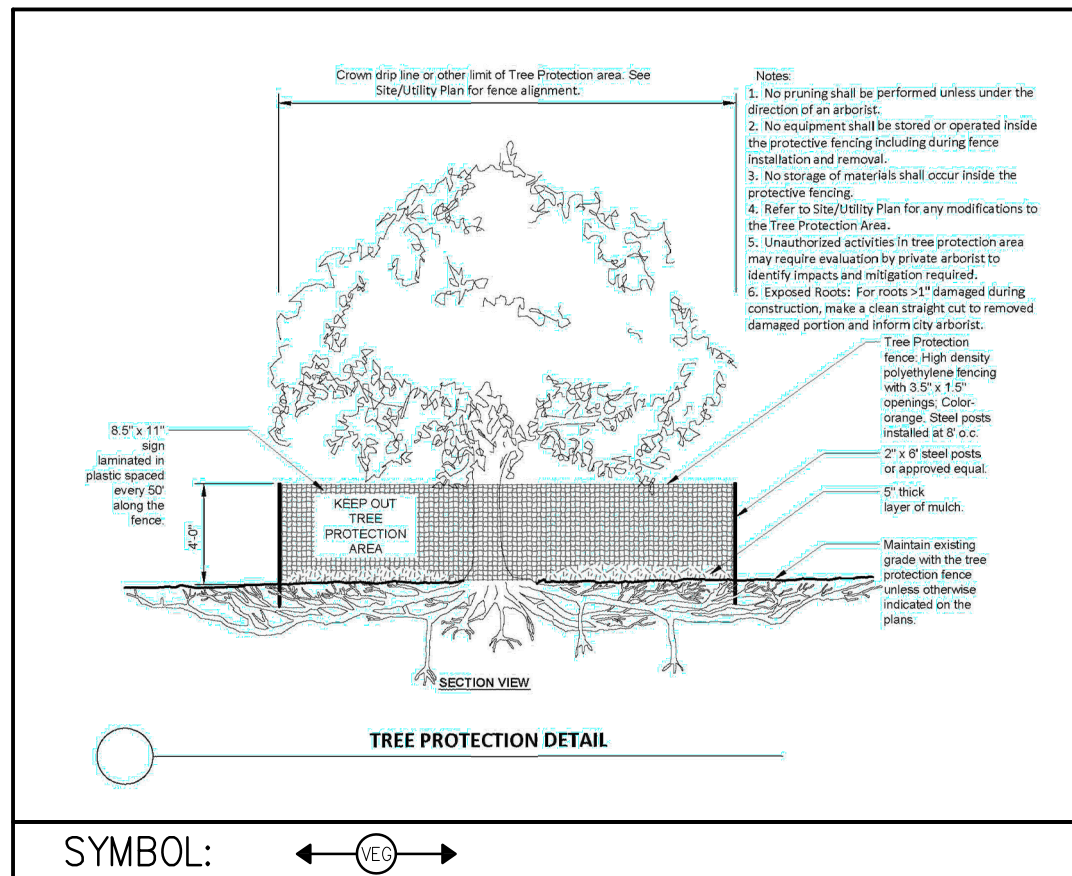 Crown drip line or other limit of Tree Protection area. See
Site/Utility Plan for fence alignment.
Notes:
1. No pruning shall be performed unless under the
direction of an arborist.
2. No equipment shall be stored or operated inside
the protective fencing including during fence
installation and removal.
3. No storage of materials shall occur inside the
protective fencing.
4. Refer to Site/Utility Plan for any modifications to
the Tree Protection Area.
5. Unauthorized activities in tree protection area
may require evaluation by private arborist to
identify impacts and mitigation required.
6. Exposed Roots: For roots >1" damaged during
construction, make a clean straight cut to removed
damaged portion and inform city arborist.
Tree Protection
fence: High density
polyethylene fencing
with 3.5" x 1.5"
openings; Color-
orange. Steel posts
installed at 8' o.c.
2" x 6' steel posts
or approved equal.
5" thick
layer of mulch.
Maintain existing
grade with the tree
protection fence
unless otherwise
indicated on the
plans.
8.5" x 11"
sign
laminated in
plastic spaced
every 50'
along the
fence.
4'-0"
KEEP OUT
TREE
PROTECTION
AREA
SECTION VIEW
TREE PROTECTION DETAIL
SYMBOL:
VEG